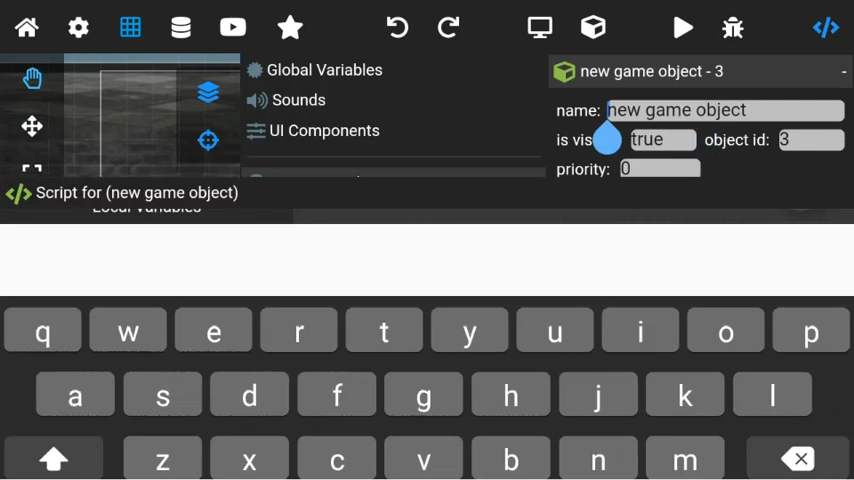 Global Variables
Sounds
UI Components
new game object - 3 -
name: new game object
is vis true object id: 3
priority: 0
</> Script for (new game object)
Local Variables
q w e r t y u i o p
a s d f g h j k l
z x c v b n m